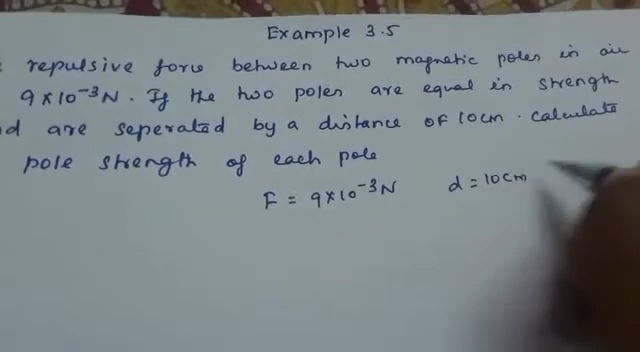 Example 3.5
repulsive force between two magnetic poles in air
9×10⁻³N. If the two poles are equal in strength
are seperated by a distance of 10cm. calculate
pole strength of each pole
F = 9×10⁻³N d = 10cm